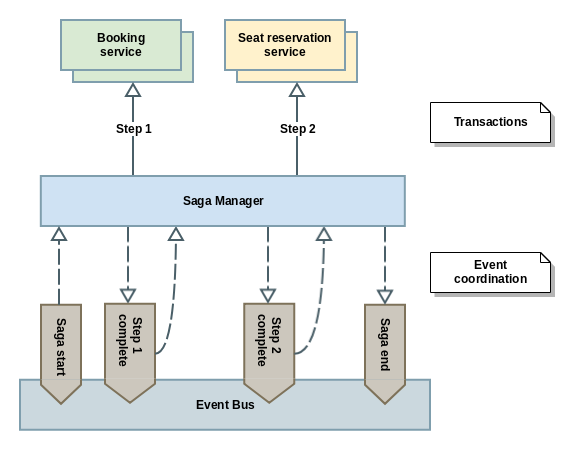 Booking
service
Seat reservation
service
Step 1
Step 2
Transactions
Saga Manager
Event
coordination
Saga start
Step 1
complete
Step 2
complete
Saga end
Event Bus